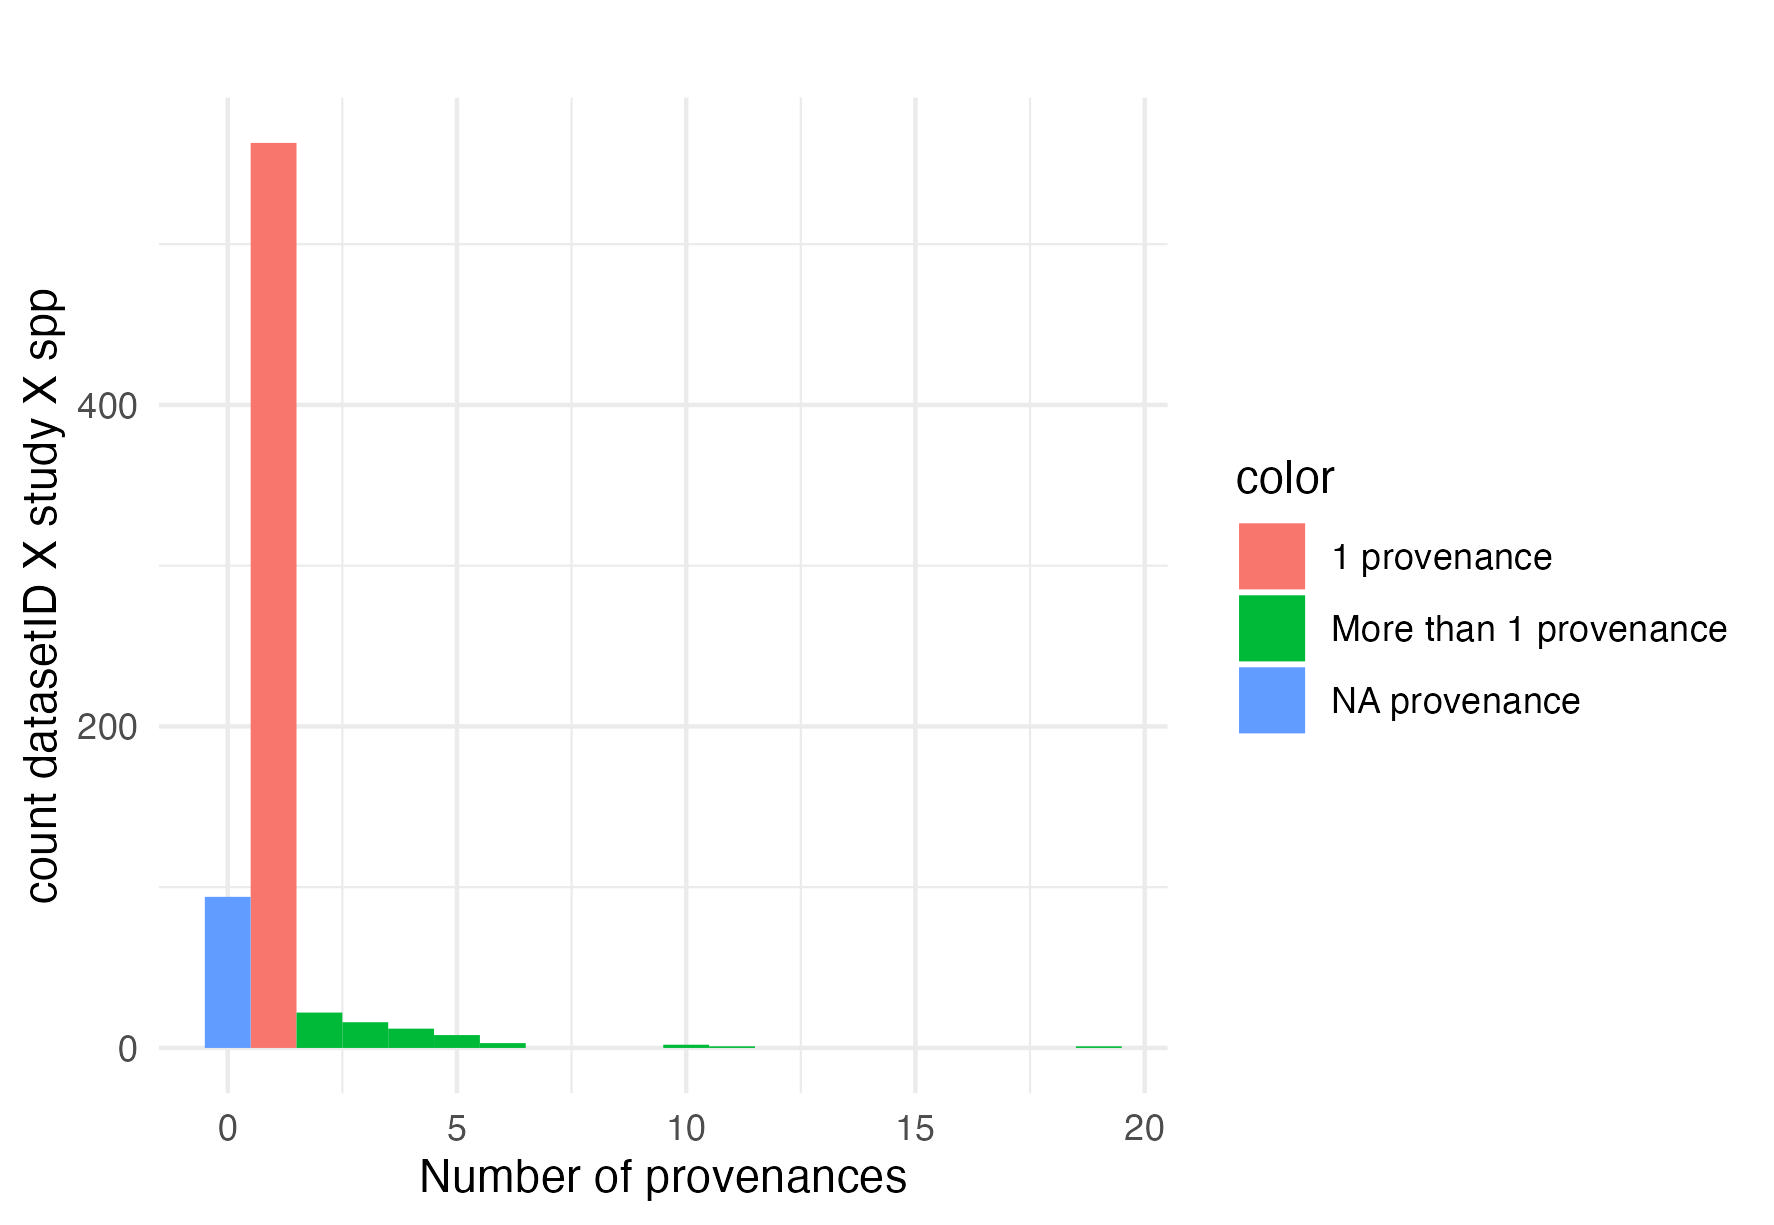 count datasetID X study X spp
400
200
0
0
5
10
15
20
Number of provenances
color
1 provenance
More than 1 provenance
NA provenance